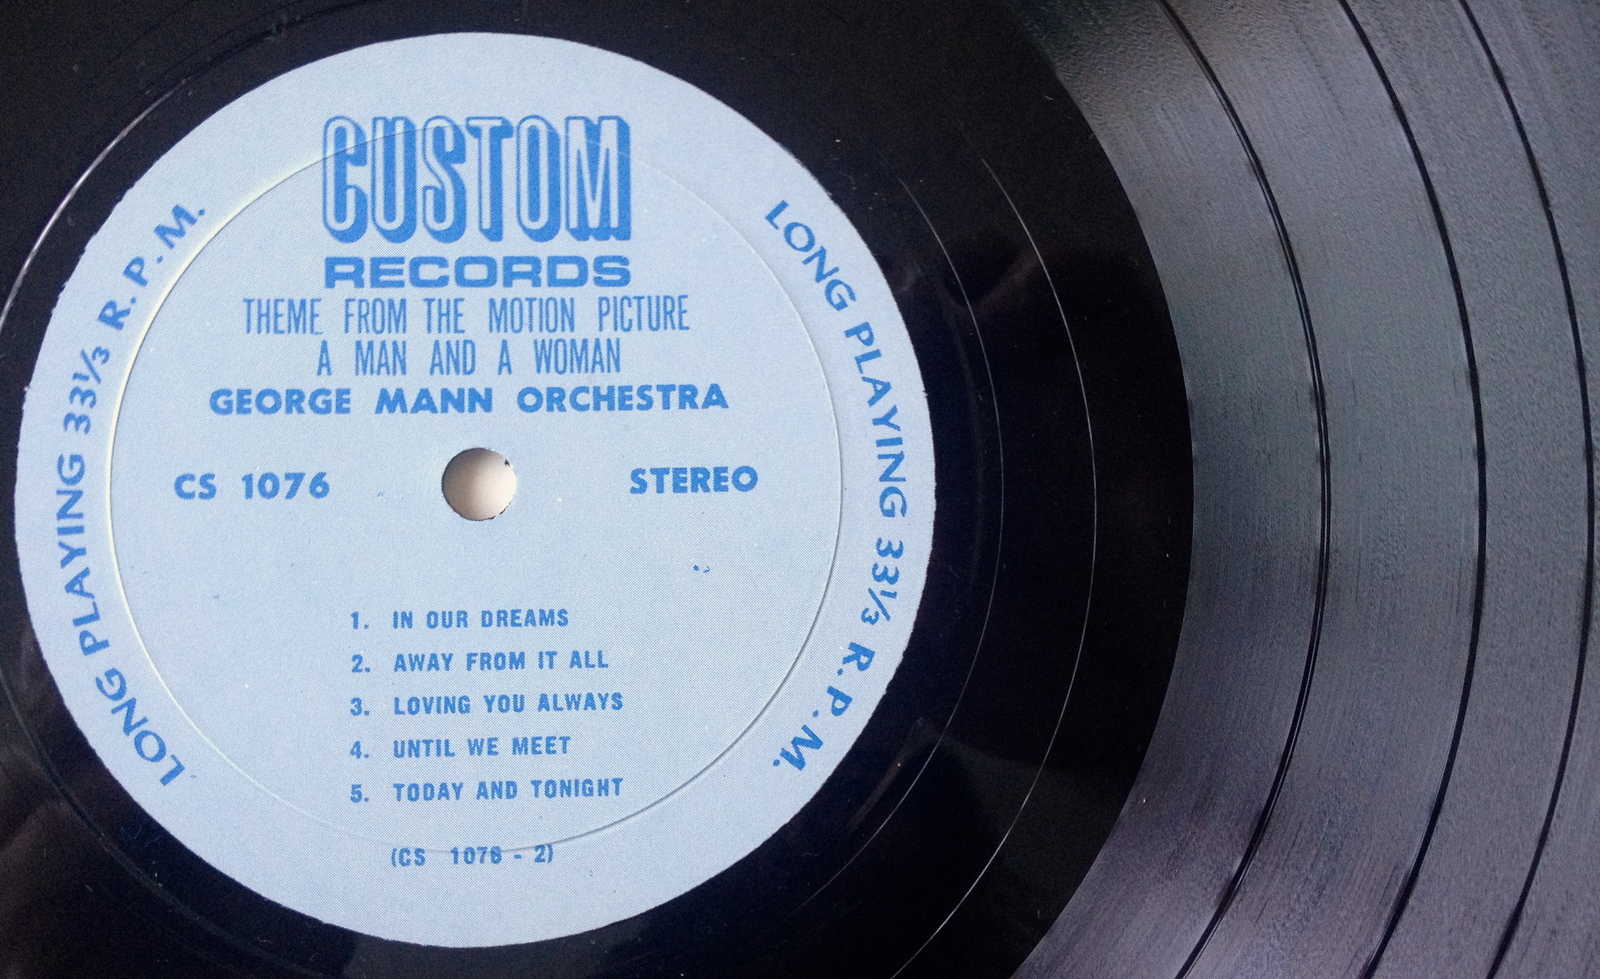 CUSTOM
RECORDS
THEME FROM THE MOTION PICTURE
A MAN AND A WOMAN
GEORGE MANN ORCHESTRA
CS 1076
STEREO
1. IN OUR DREAMS
2. AWAY FROM IT ALL
3. LOVING YOU ALWAYS
4. UNTIL WE MEET
5. TODAY AND TONIGHT
(CS 1076 - 2)
LONG PLAYING 33⅓ R.P.M.
LONG PLAYING 33⅓ R.P.M.